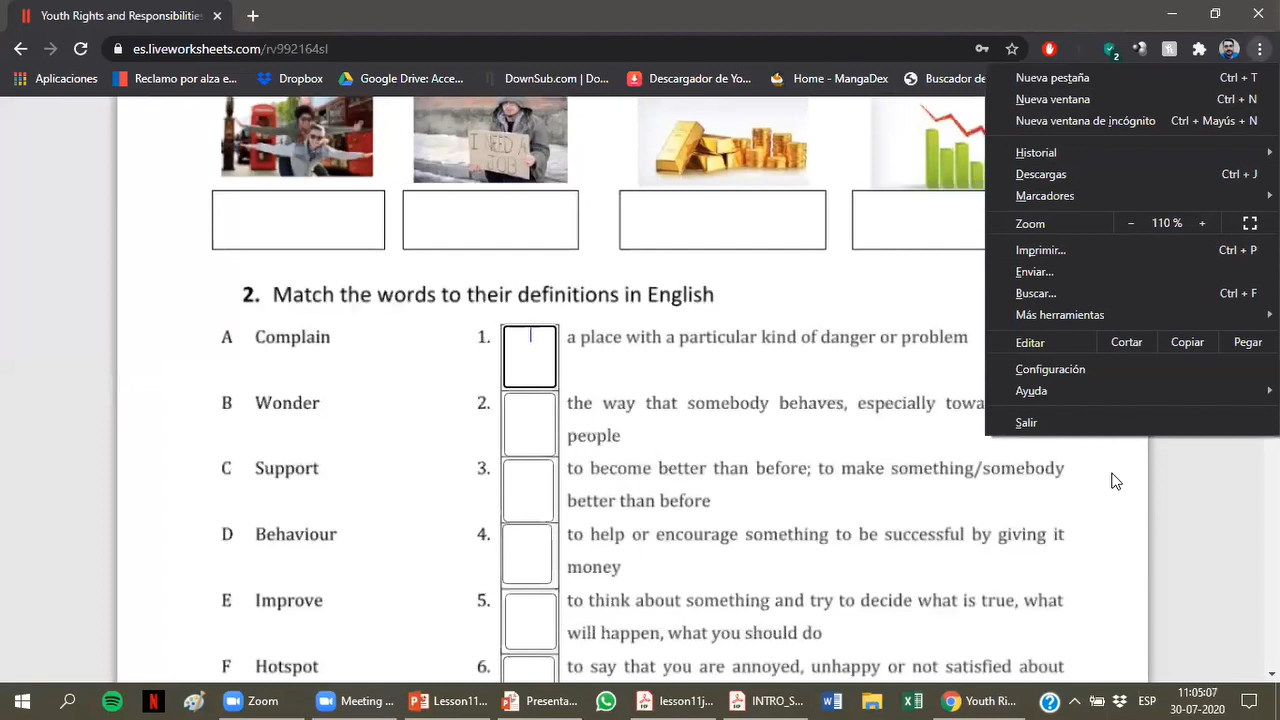 Youth Rights and Responsibilities
es.liveworksheets.com/rv992164sl
2
Aplicaciones
Reclamo por alza e...
Dropbox
Google Drive: Acce...
DownSub.com | Do...
Descargador de Yo...
Home - MangaDex
Buscador de
Nueva pestaña Ctrl + T
Nueva ventana Ctrl + N
Nueva ventana de incógnito Ctrl + Mayús + N
Historial
Descargas Ctrl + J
Marcadores
Zoom − 110 % +
Imprimir... Ctrl + P
Enviar...
Buscar... Ctrl + F
Más herramientas
Editar Cortar Copiar Pegar
Configuración
Ayuda
Salir
I NEED A
JOB
2. Match the words to their definitions in English
A Complain 1. a place with a particular kind of danger or problem
B Wonder 2. the way that somebody behaves, especially towa
people
C Support 3. to become better than before; to make something/somebody
better than before
D Behaviour 4. to help or encourage something to be successful by giving it
money
E Improve 5. to think about something and try to decide what is true, what
will happen, what you should do
F Hotspot 6. to say that you are annoyed, unhappy or not satisfied about
Zoom
Meeting ...
Lesson11...
Presenta...
lesson11j...
INTRO_S...
Youth Ri...
ESP
11:05:07
30-07-2020